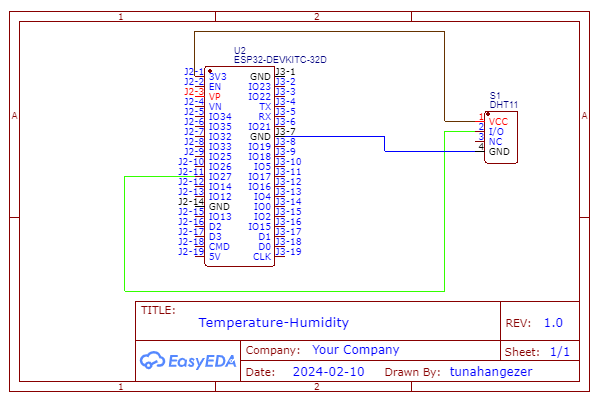 1 2
A A
U2
ESP32-DEVKITC-32D
J2-1 3V3 GND J3-1
J2-2 EN IO23 J3-2
J2-3 VP IO22 J3-3
J2-4 VN TX J3-4
J2-5 IO34 RX J3-5
J2-6 IO35 IO21 J3-6
J2-7 IO32 GND J3-7
J2-8 IO33 IO19 J3-8
J2-9 IO25 IO18 J3-9
J2-10 IO26 IO5 J3-10
J2-11 IO27 IO17 J3-11
J2-12 IO14 IO16 J3-12
J2-13 IO12 IO4 J3-13
J2-14 GND IO0 J3-14
J2-15 IO13 IO2 J3-15
J2-16 D2 IO15 J3-16
J2-17 D3 D1 J3-17
J2-18 CMD D0 J3-18
J2-19 5V CLK J3-19
S1
DHT11
1 VCC
2 I/O
3 NC
4 GND
TITLE:
Temperature-Humidity
REV: 1.0
EasyEDA
Company: Your Company
Sheet: 1/1
Date: 2024-02-10 Drawn By: tunahangezer
1 2